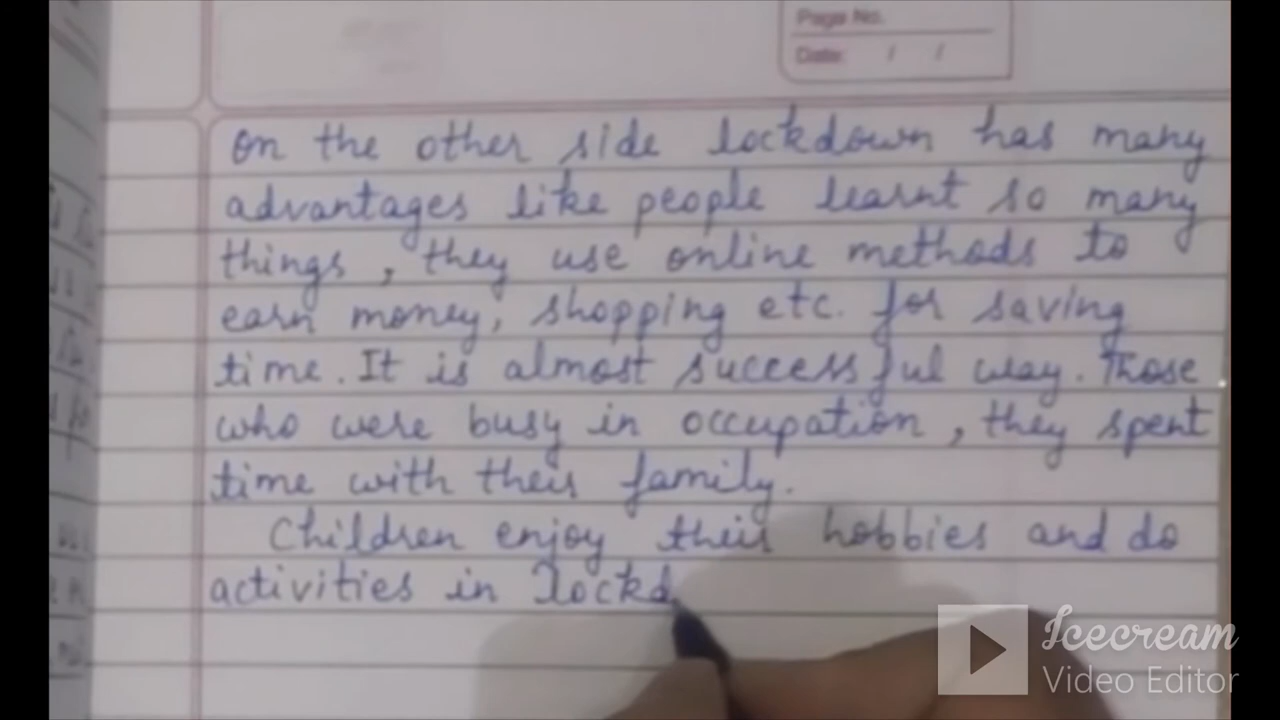 Page No.
Date: / /
on the other side lockdown has many
advantages like people learnt so many
things, they use online methods to
earn money, shopping etc. for saving
time. It is almost successful way. Those
who were busy in occupation, they spent
time with their family.
Children enjoy their hobbies and do
activities in lockd
Icecream
Video Editor